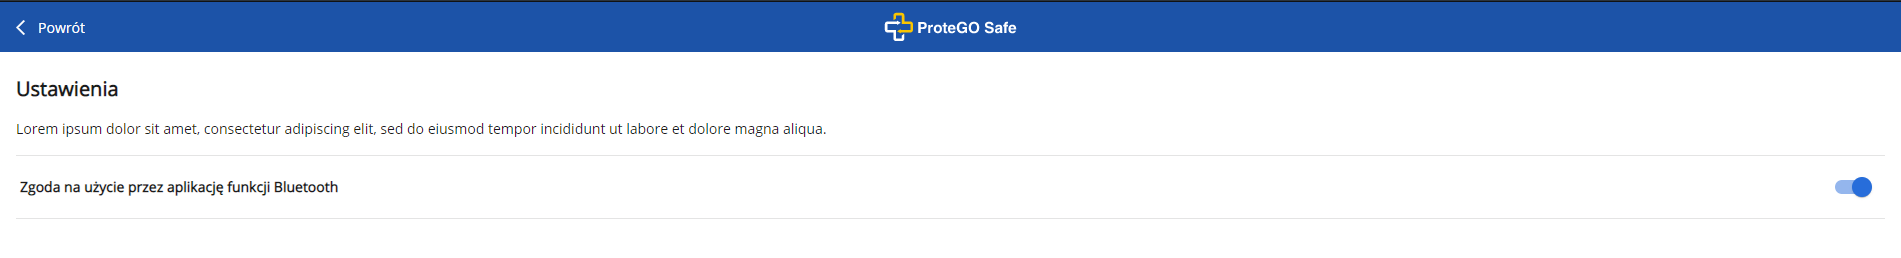 Powrót
ProteGO Safe
Ustawienia
Lorem ipsum dolor sit amet, consectetur adipiscing elit, sed do eiusmod tempor incididunt ut labore et dolore magna aliqua.
Zgoda na użycie przez aplikację funkcji Bluetooth